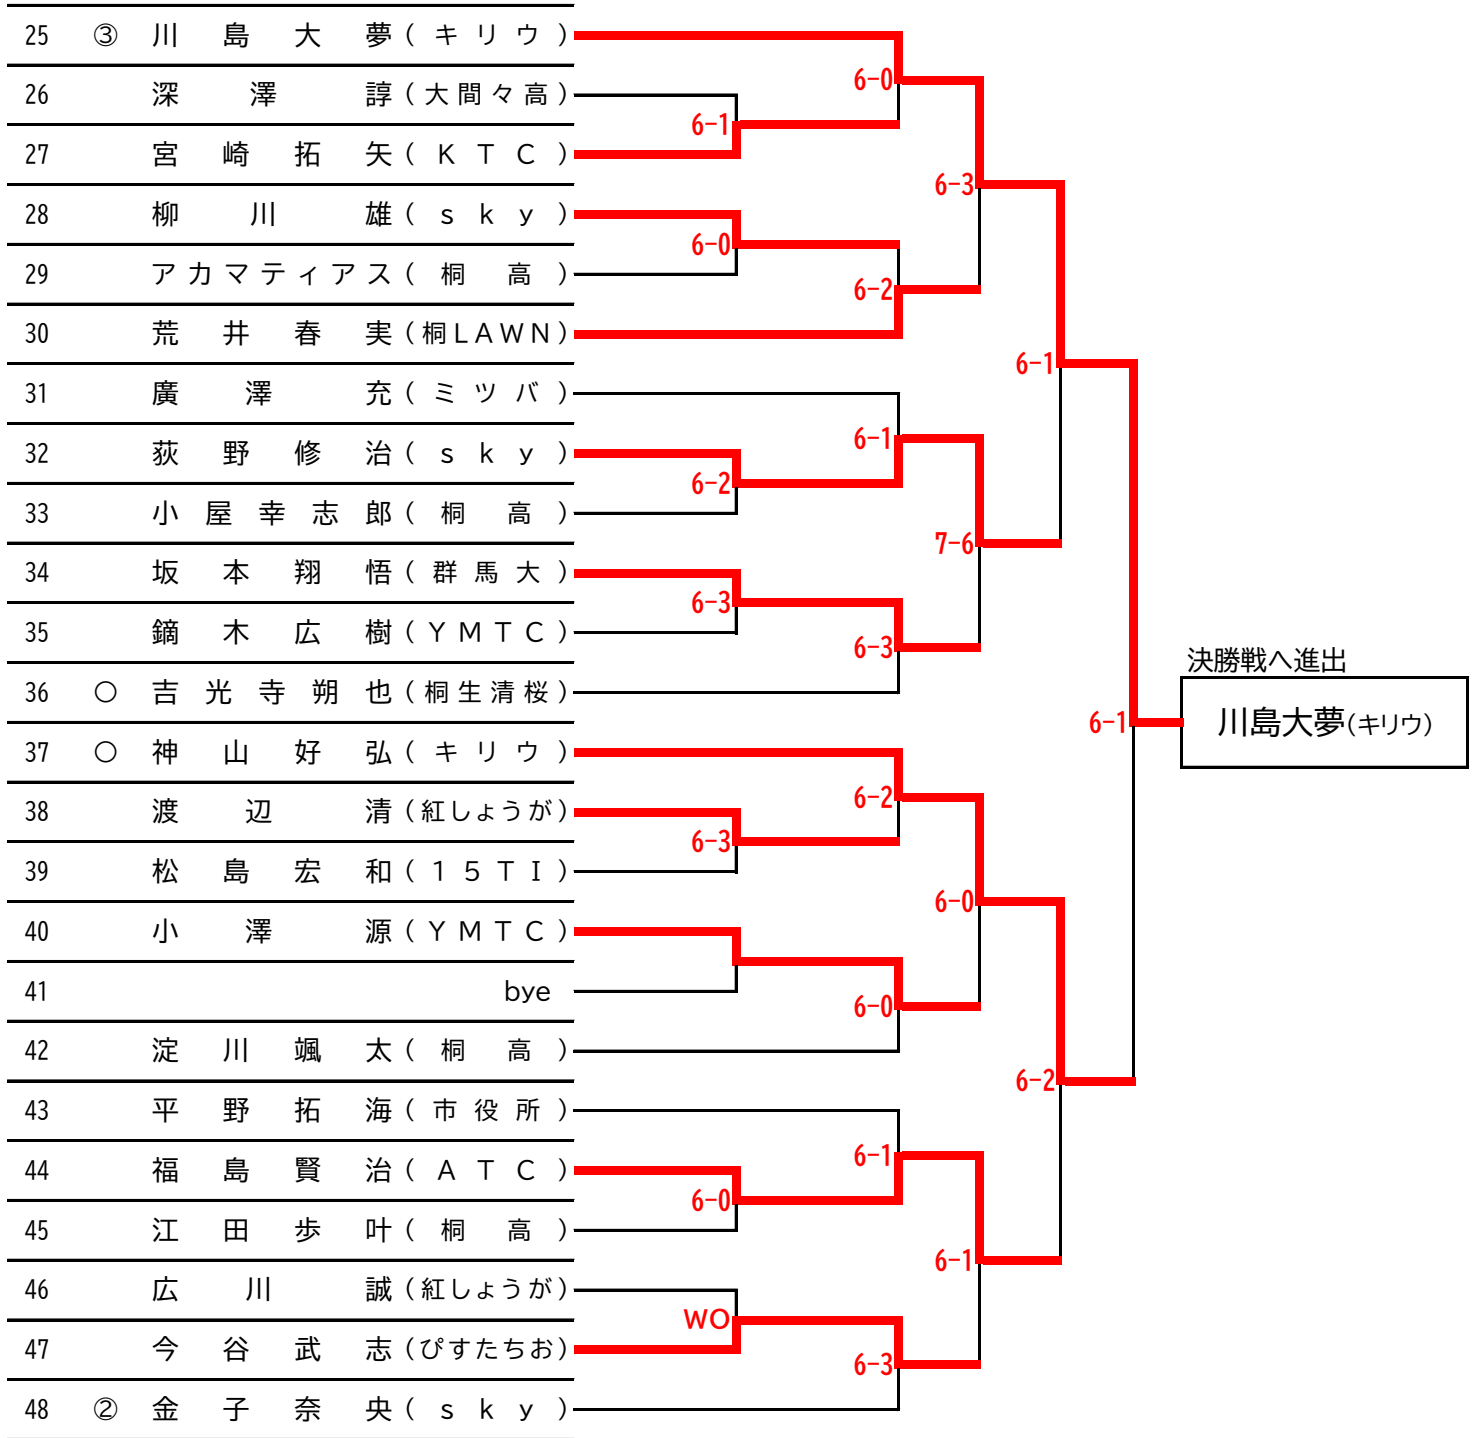 25 ③ 川島大夢(キリウ)
6-0
26 深澤諄(大間々高)
6-1
27 宮崎拓矢(KTC)
6-3
28 柳川雄(sky)
6-0
29 アカマティアス(桐高)
6-2
30 荒井春実(桐LAWN)
6-1
31 廣澤充(ミツバ)
6-1
32 荻野修治(sky)
6-2
33 小屋幸志郎(桐高)
7-6
34 坂本翔悟(群馬大)
6-3
35 鏑木広樹(YMTC)
6-3
決勝戦へ進出
36 ○ 吉光寺朔也(桐生清桜)
6-1 川島大夢(キリウ)
37 ○ 神山好弘(キリウ)
6-2
38 渡辺清(紅しょうが)
6-3
39 松島宏和(15TI)
6-0
40 小澤源(YMTC)
41 bye
6-0
42 淀川颯太(桐高)
6-2
43 平野拓海(市役所)
6-1
44 福島賢治(ATC)
6-0
45 江田歩叶(桐高)
6-1
46 広川誠(紅しょうが)
WO
47 今谷武志(ぴすたちお)
6-3
48 ② 金子奈央(sky)